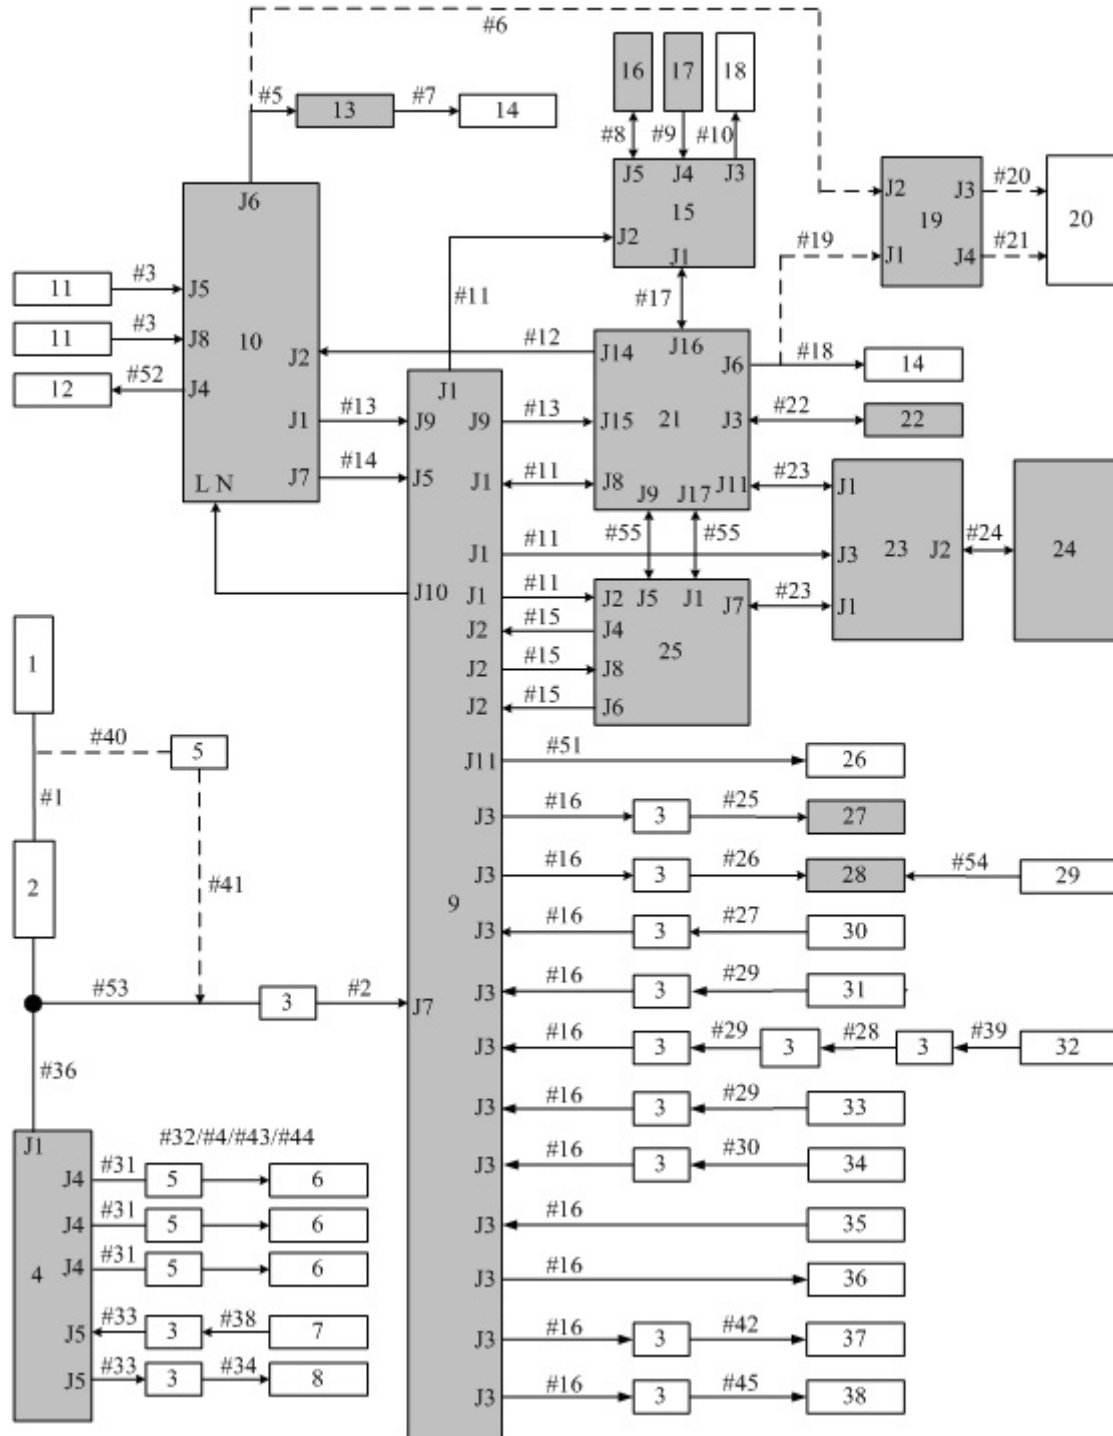 #6
16 17 18
#5 #7
13 14
#8 #9 #10
J5 J4 J3
15
J2
J1
J6
J2 J3 #20
19 20
#19
J1 J4 #21
11 #3 J5
#11
#17
11 #3 J8
10
J2 #12 J14 J16
J6 #18 14
12 #52 J4
J1
J1 #13 J9 J9 #13 J15 21 J3 #22 22
J7 #14 J5 J1 #11 J8 J9 J17 J11 #23 J1
L N
#55 #55
J1 #11 J3 23 J2 #24 24
J10 J1 #11 J2 J5 J1 J7 #23 J1
J2 #15 J4
25
1
J2 #15 J8
J2 #15 J6
#40 5
J11 #51 26
#1
J3 #16 3 #25 27
2
#41
J3 #16 3 #26 28 #54 29
9
J3 #16 3 #27 30
#53 3 #2 J7
J3 #16 3 #29 31
J3 #16 3 #29 3 #28 3 #39 32
#36
J3 #16 3 #29 33
J1
#32/#4/#43/#44
J4 #31 5 6
J3 #16 3 #30 34
J4 #31 5 6
J3 #16 35
J4 #31 5 6
4
J3 #16 36
J5 #33 3 #38 7
J3 #16 3 #42 37
J5 #33 3 #34 8
J3 #16 3 #45 38